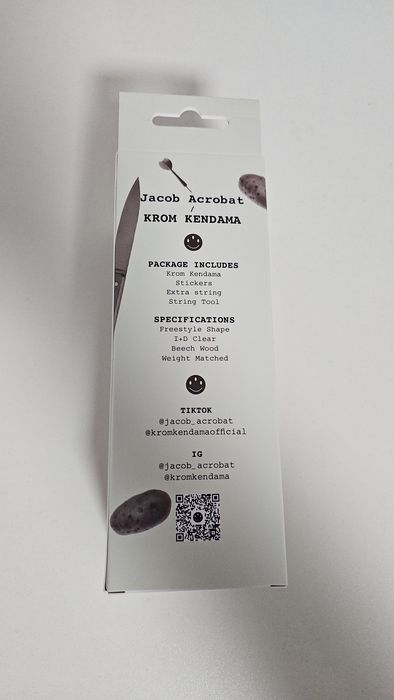 Jacob Acrobat
/
KROM KENDAMA
PACKAGE INCLUDES
Krom Kendama
Stickers
Extra string
String Tool
SPECIFICATIONS
Freestyle Shape
I+D Clear
Beech Wood
Weight Matched
TIKTOK
@jacob_acrobat
@kromkendamaofficial
IG
@jacob_acrobat
@kromkendama